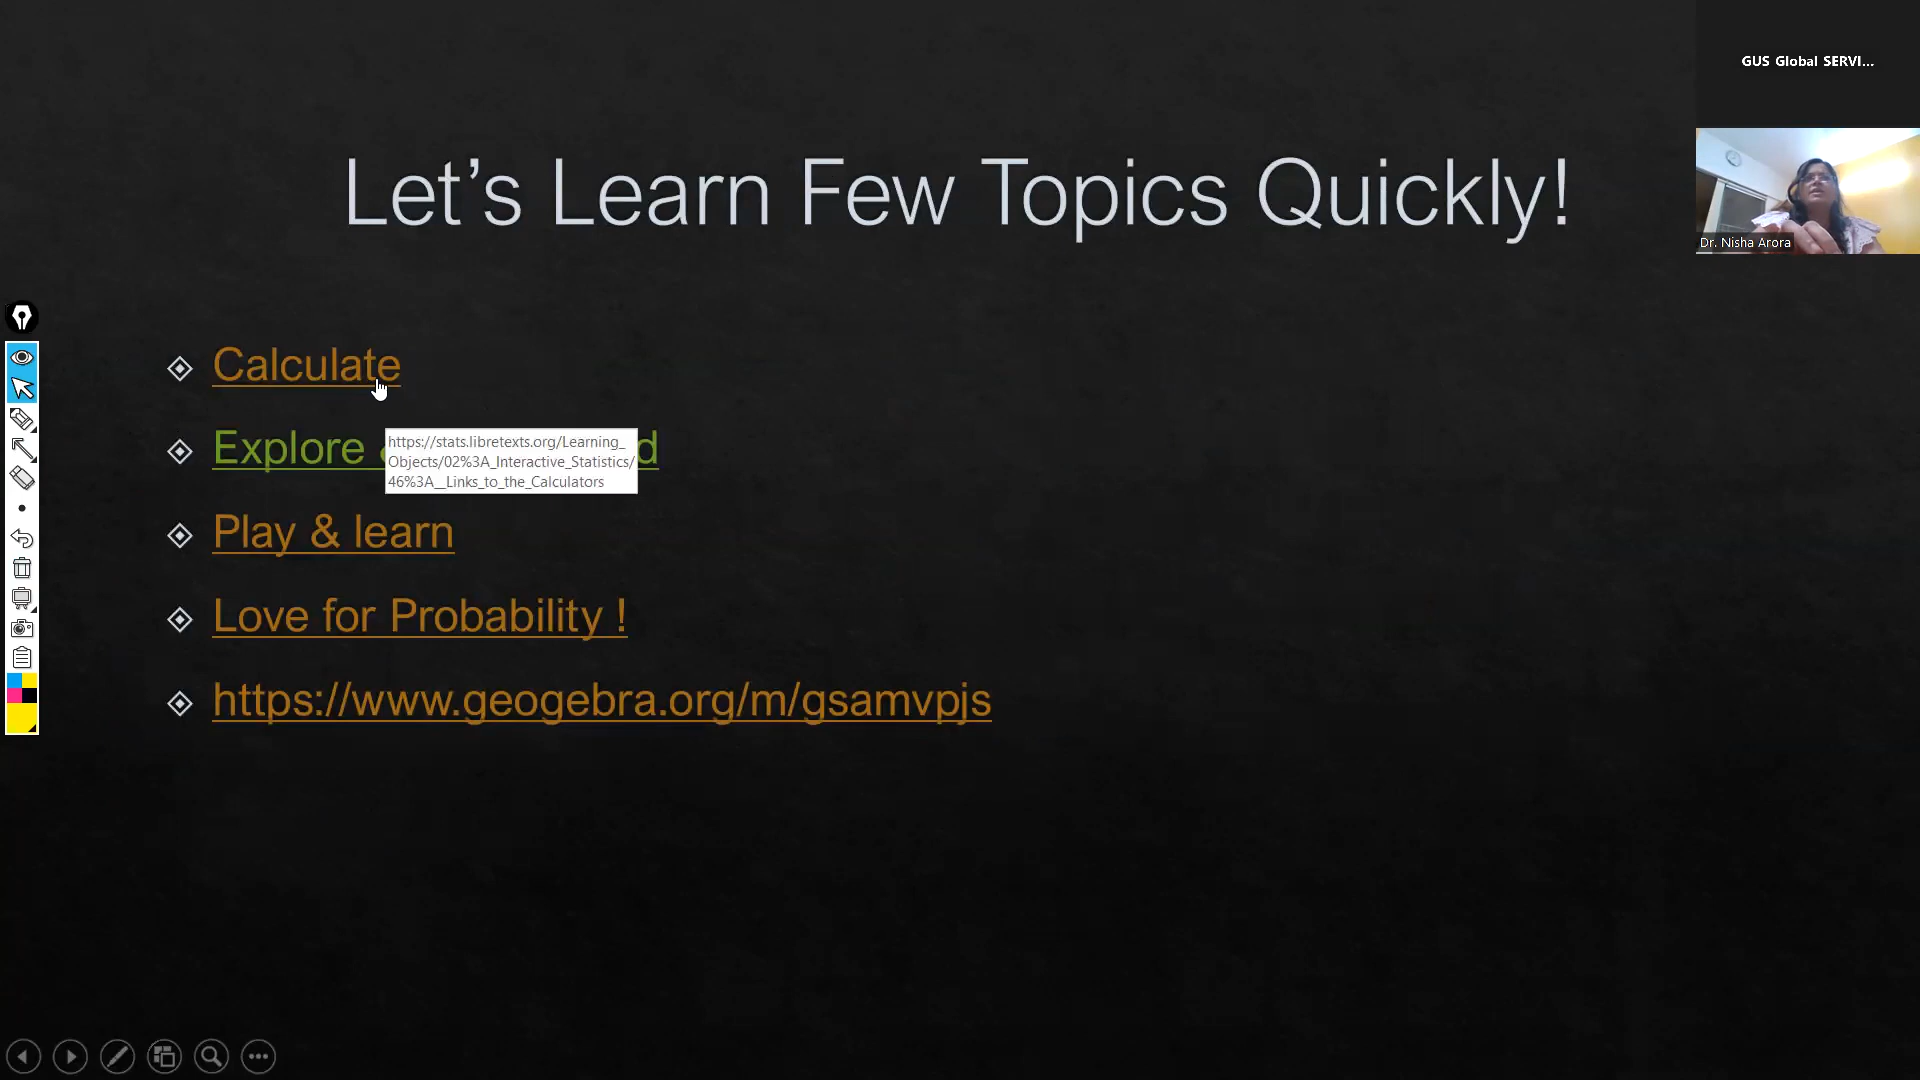 GUS Global SERVI...
Let’s Learn Few Topics Quickly!
Dr. Nisha Arora
Calculate
Explore d
https://stats.libretexts.org/Learning_
Objects/02%3A_Interactive_Statistics/
46%3A__Links_to_the_Calculators
Play & learn
Love for Probability !
https://www.geogebra.org/m/gsamvpjs